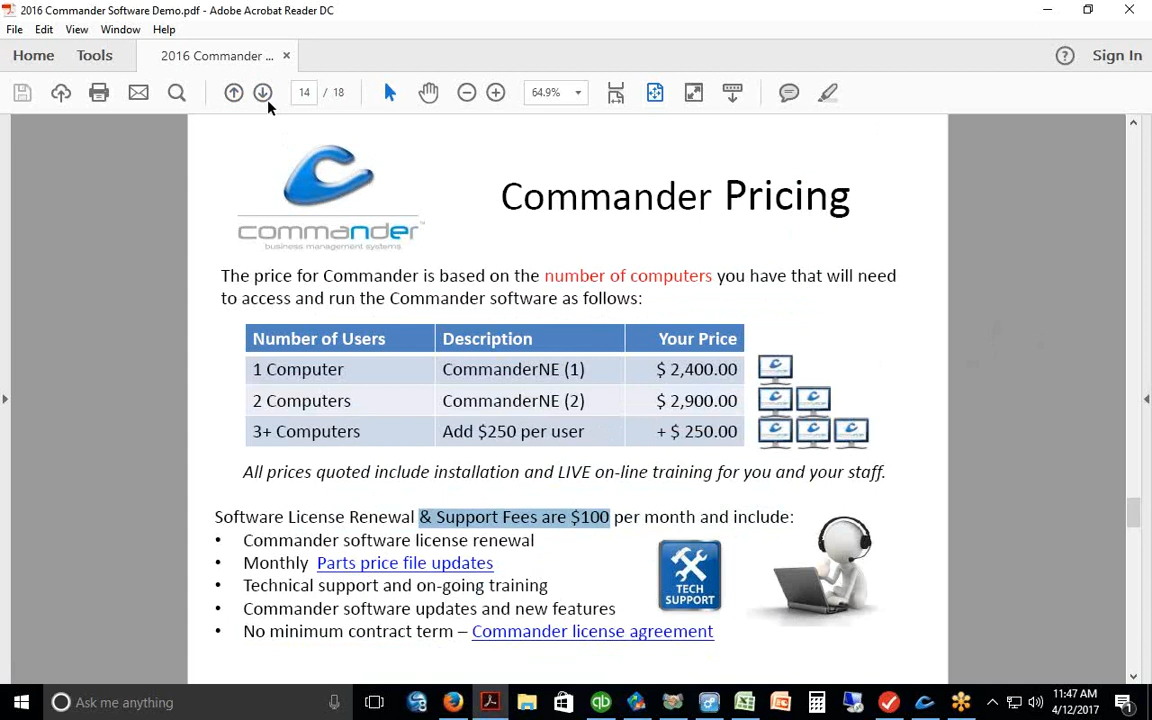 2016 Commander Software Demo.pdf - Adobe Acrobat Reader DC
File Edit View Window Help
Home Tools 2016 Commander ... × Sign In
14 / 18 64.9%
commander™
business management systems.
Commander Pricing
The price for Commander is based on the number of computers you have that will need
to access and run the Commander software as follows:
Number of Users Description Your Price
1 Computer CommanderNE (1) $ 2,400.00
2 Computers CommanderNE (2) $ 2,900.00
3+ Computers Add $250 per user + $ 250.00
All prices quoted include installation and LIVE on-line training for you and your staff.
Software License Renewal & Support Fees are $100 per month and include:
• Commander software license renewal
• Monthly Parts price file updates
• Technical support and on-going training
• Commander software updates and new features
• No minimum contract term – Commander license agreement
TECH
SUPPORT
Ask me anything
11:47 AM
4/12/2017